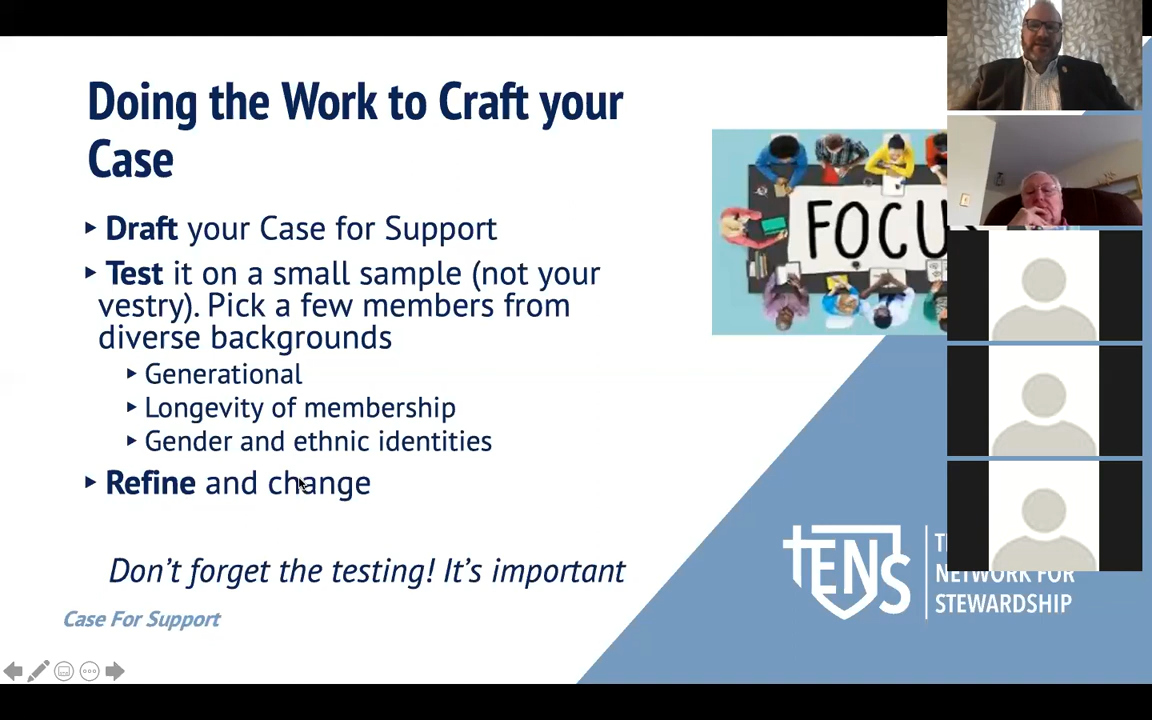 Doing the Work to Craft your
Case
Draft your Case for Support
Test it on a small sample (not your
vestry). Pick a few members from
diverse backgrounds
Generational
Longevity of membership
Gender and ethnic identities
Refine and change
Don't forget the testing! It's important
Case For Support
FOCU
TENS
NETWORK FOR
STEWARDSHIP